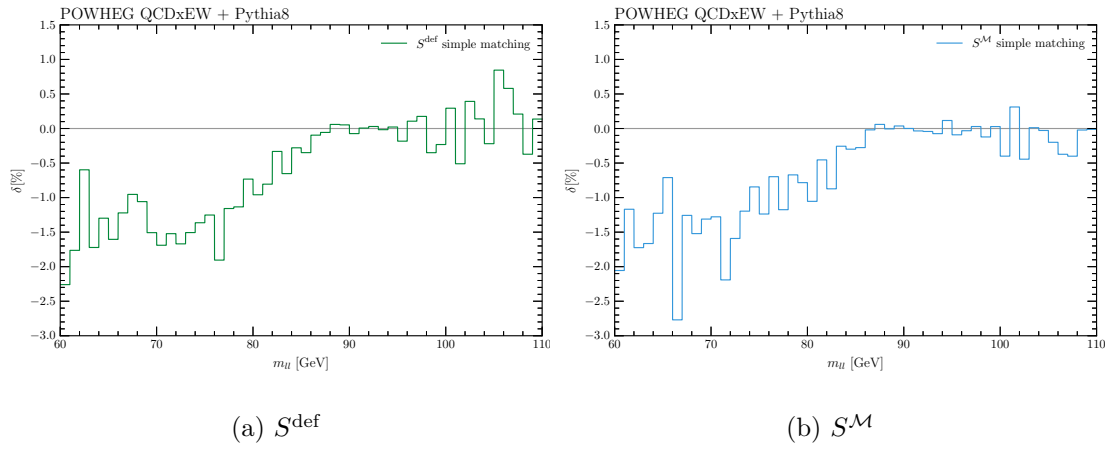 POWHEG QCDxEW + Pythia8
S^def simple matching
1.5
1.0
0.5
0.0
−0.5
−1.0
−1.5
−2.0
−2.5
−3.0
δ[%]
60 70 80 90 100 110
m_ll [GeV]
(a) S^def
POWHEG QCDxEW + Pythia8
S^ℳ simple matching
1.5
1.0
0.5
0.0
−0.5
−1.0
−1.5
−2.0
−2.5
−3.0
δ[%]
60 70 80 90 100 110
m_ll [GeV]
(b) S^ℳ